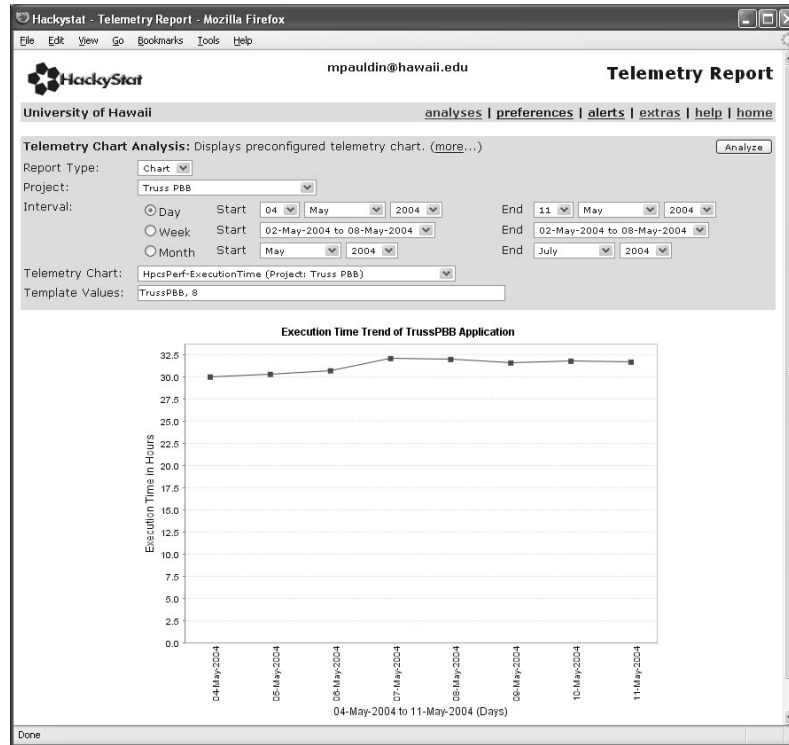 Hackystat - Telemetry Report - Mozilla Firefox
File Edit View Go Bookmarks Tools Help
HackyStat mpauldin@hawaii.edu Telemetry Report
University of Hawaii analyses | preferences | alerts | extras | help | home
Telemetry Chart Analysis: Displays preconfigured telemetry chart. (more...) Analyze
Report Type: Chart
Project: Truss PBB
Interval: Day Start 04 May 2004 End 11 May 2004
Week Start 02-May-2004 to 08-May-2004 End 02-May-2004 to 08-May-2004
Month Start May 2004 End July 2004
Telemetry Chart: HpcsPerf-ExecutionTime (Project: Truss PBB)
Template Values: TrussPBB, 8
Execution Time Trend of TrussPBB Application
Execution Time in Hours
32.5
30.0
27.5
25.0
22.5
20.0
17.5
15.0
12.5
10.0
7.5
5.0
2.5
0.0
04-May-2004
05-May-2004
06-May-2004
07-May-2004
08-May-2004
09-May-2004
10-May-2004
11-May-2004
04-May-2004 to 11-May-2004 (Days)
Done